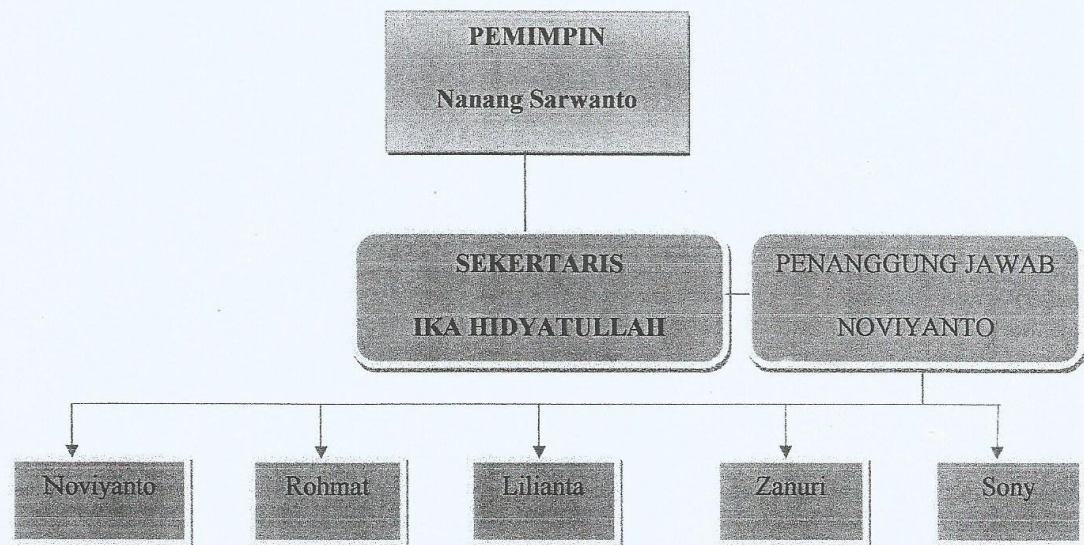 PEMIMPIN
Nanang Sarwanto
SEKERTARIS
IKA HIDYATULLAH
PENANGGUNG JAWAB
NOVIYANTO
Noviyanto
Rohmat
Lilianta
Zanuri
Sony